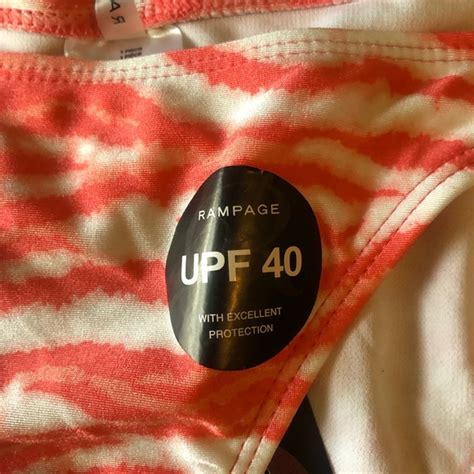 RAMPAGE
UPF 40
WITH EXCELLENT
PROTECTION